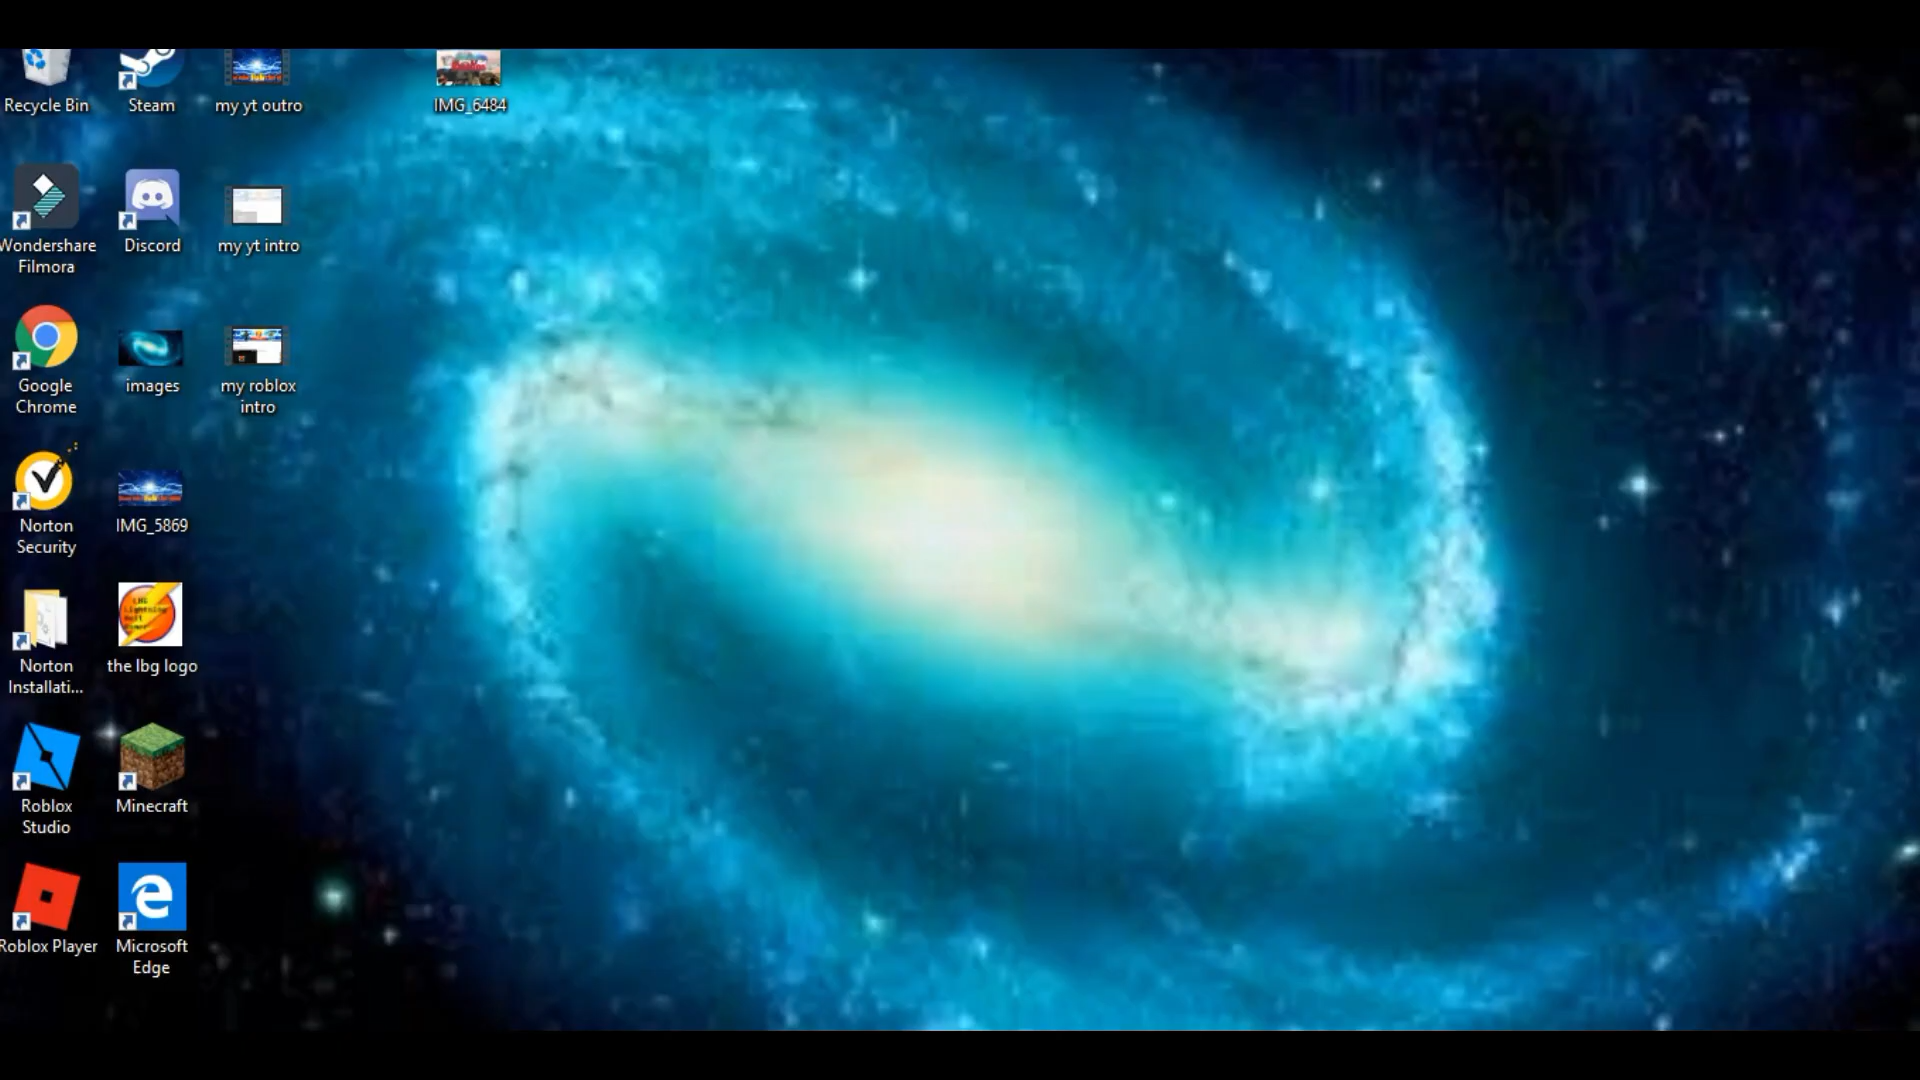 Recycle Bin
Steam
my yt outro
IMG_6484
Wondershare
Filmora
Discord
my yt intro
Google
Chrome
images
my roblox
intro
Norton
Security
IMG_5869
Norton
Installati...
the lbg logo
Roblox
Studio
Minecraft
Roblox Player
Microsoft
Edge